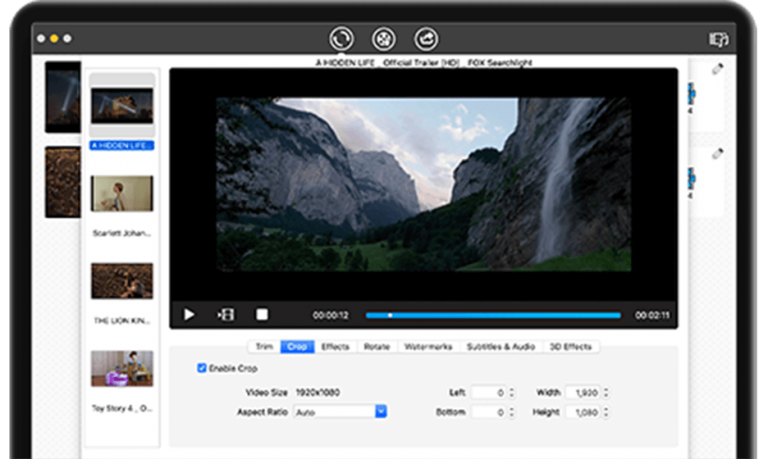 A HIDDEN LIFE _ Official Trailer [HD] _ FOX Searchlight
A HIDDEN LIFE...
Scarlett Johan...
THE LION KIN...
Toy Story 4 _ O...
00:00:12
00:02:11
Trim Crop Effects Rotate Watermarks Subtitles & Audio 3D Effects
Enable Crop
Video Size 1920x1080 Left 0 Width 1,920
Aspect Ratio Auto Bottom 0 Height 1,080
4
4